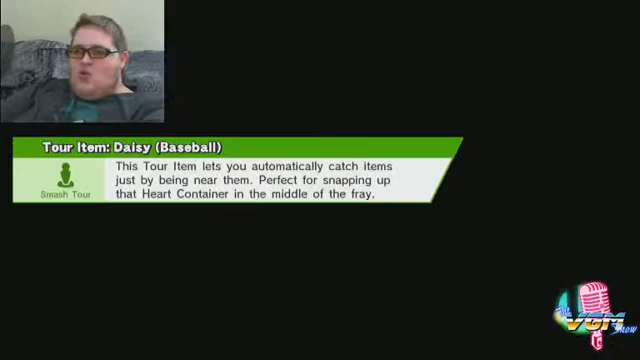 Tour Item: Daisy (Baseball)
This Tour Item lets you automatically catch items
just by being near them. Perfect for snapping up
that Heart Container in the middle of the fray.
Smash Tour
The
VGM
Show